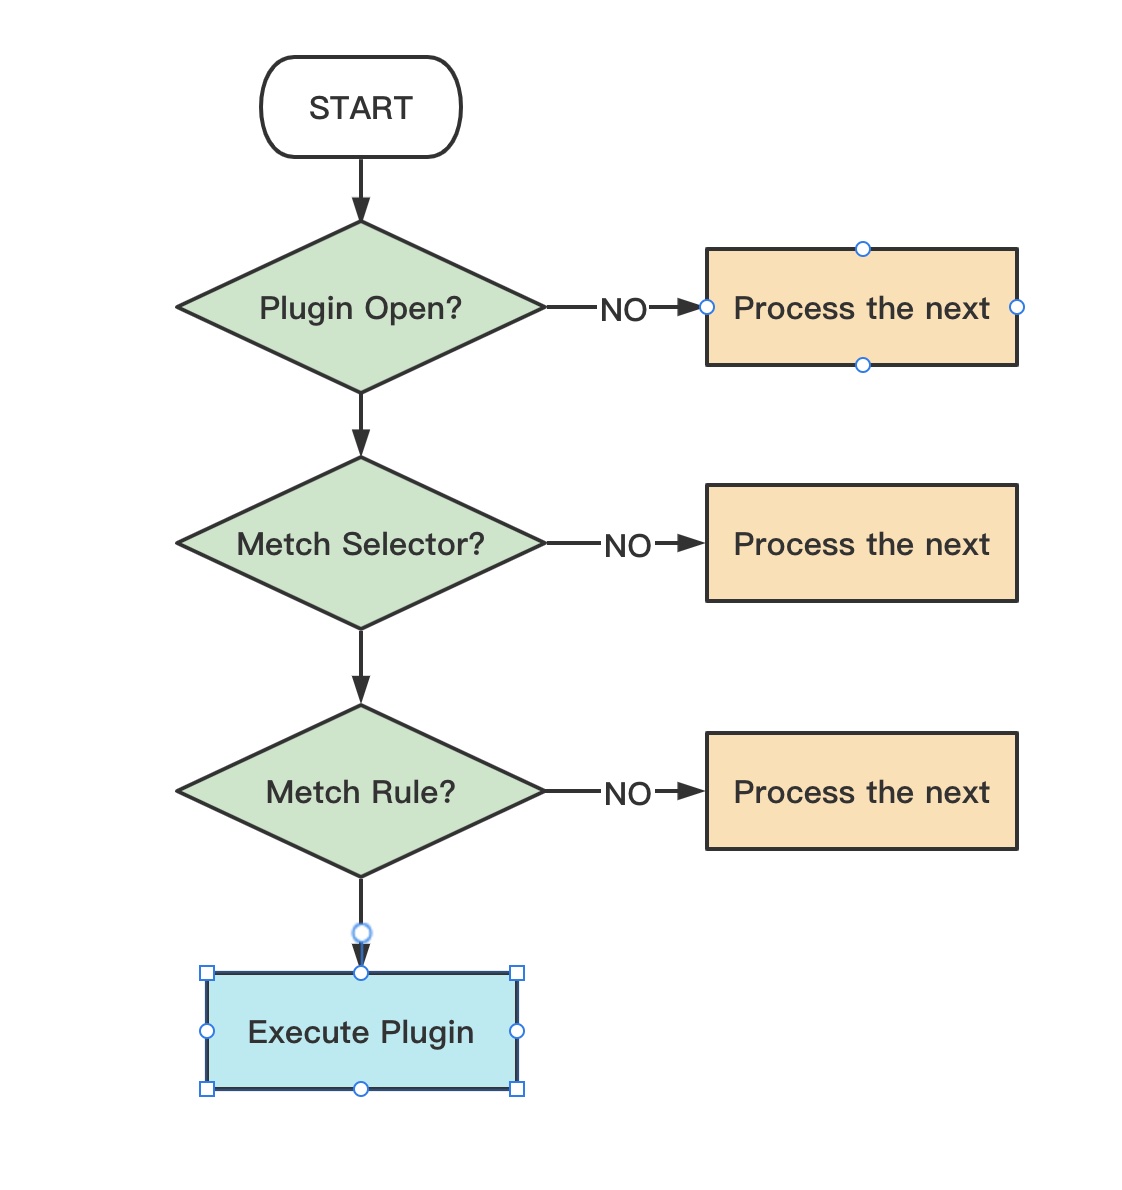 START
Plugin Open?
NO
Process the next
Metch Selector?
NO
Process the next
Metch Rule?
NO
Process the next
Execute Plugin